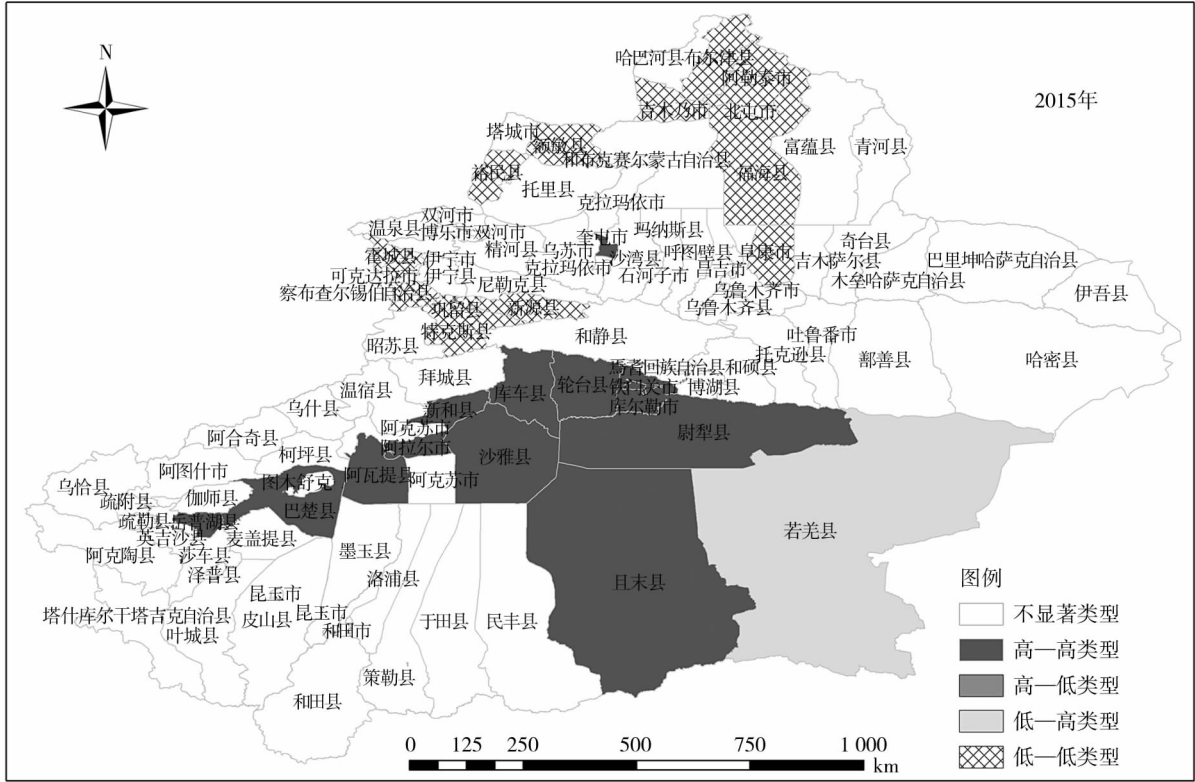 N
2015年
哈巴河县布尔津县
阿勒泰市
吉木乃市
北屯市
富蕴县
青河县
塔城市
额敏县
和布克赛尔蒙古自治县
裕民县
福海县
托里县
克拉玛依市
双河市
温泉县
博乐市双河市
奎屯市
玛纳斯县
精河县
乌苏市
沙湾县
呼图壁县
阜康市
奇台县
霍城县
伊宁市
克拉玛依市
石河子市
昌吉市
吉木萨尔县
巴里坤哈萨克自治县
可克达拉市
伊宁县
尼勒克县
木垒哈萨克自治县
察布查尔锡伯自治县
乌鲁木齐市
伊吾县
巩留县
新源县
乌鲁木齐县
特克斯县
昭苏县
和静县
吐鲁番市
托克逊县
鄯善县
哈密县
拜城县
焉耆回族自治县和硕县
温宿县
库车县
轮台县
铁门关市
博湖县
乌什县
新和县
库尔勒市
阿合奇县
阿克苏市
尉犁县
柯坪县
阿拉尔市
沙雅县
阿图什市
阿瓦提县
阿克苏市
乌恰县
伽师县
图木舒克
疏附县
巴楚县
疏勒县
岳普湖县
英吉沙县
麦盖提县
若羌县
阿克陶县
莎车县
墨玉县
泽普县
洛浦县
且末县
昆玉市
塔什库尔干塔吉克自治县
皮山县
昆玉市
于田县
民丰县
叶城县
和田市
策勒县
和田县
图例
不显著类型
高—高类型
高—低类型
低—高类型
低—低类型
0 125 250 500 750 1 000
km